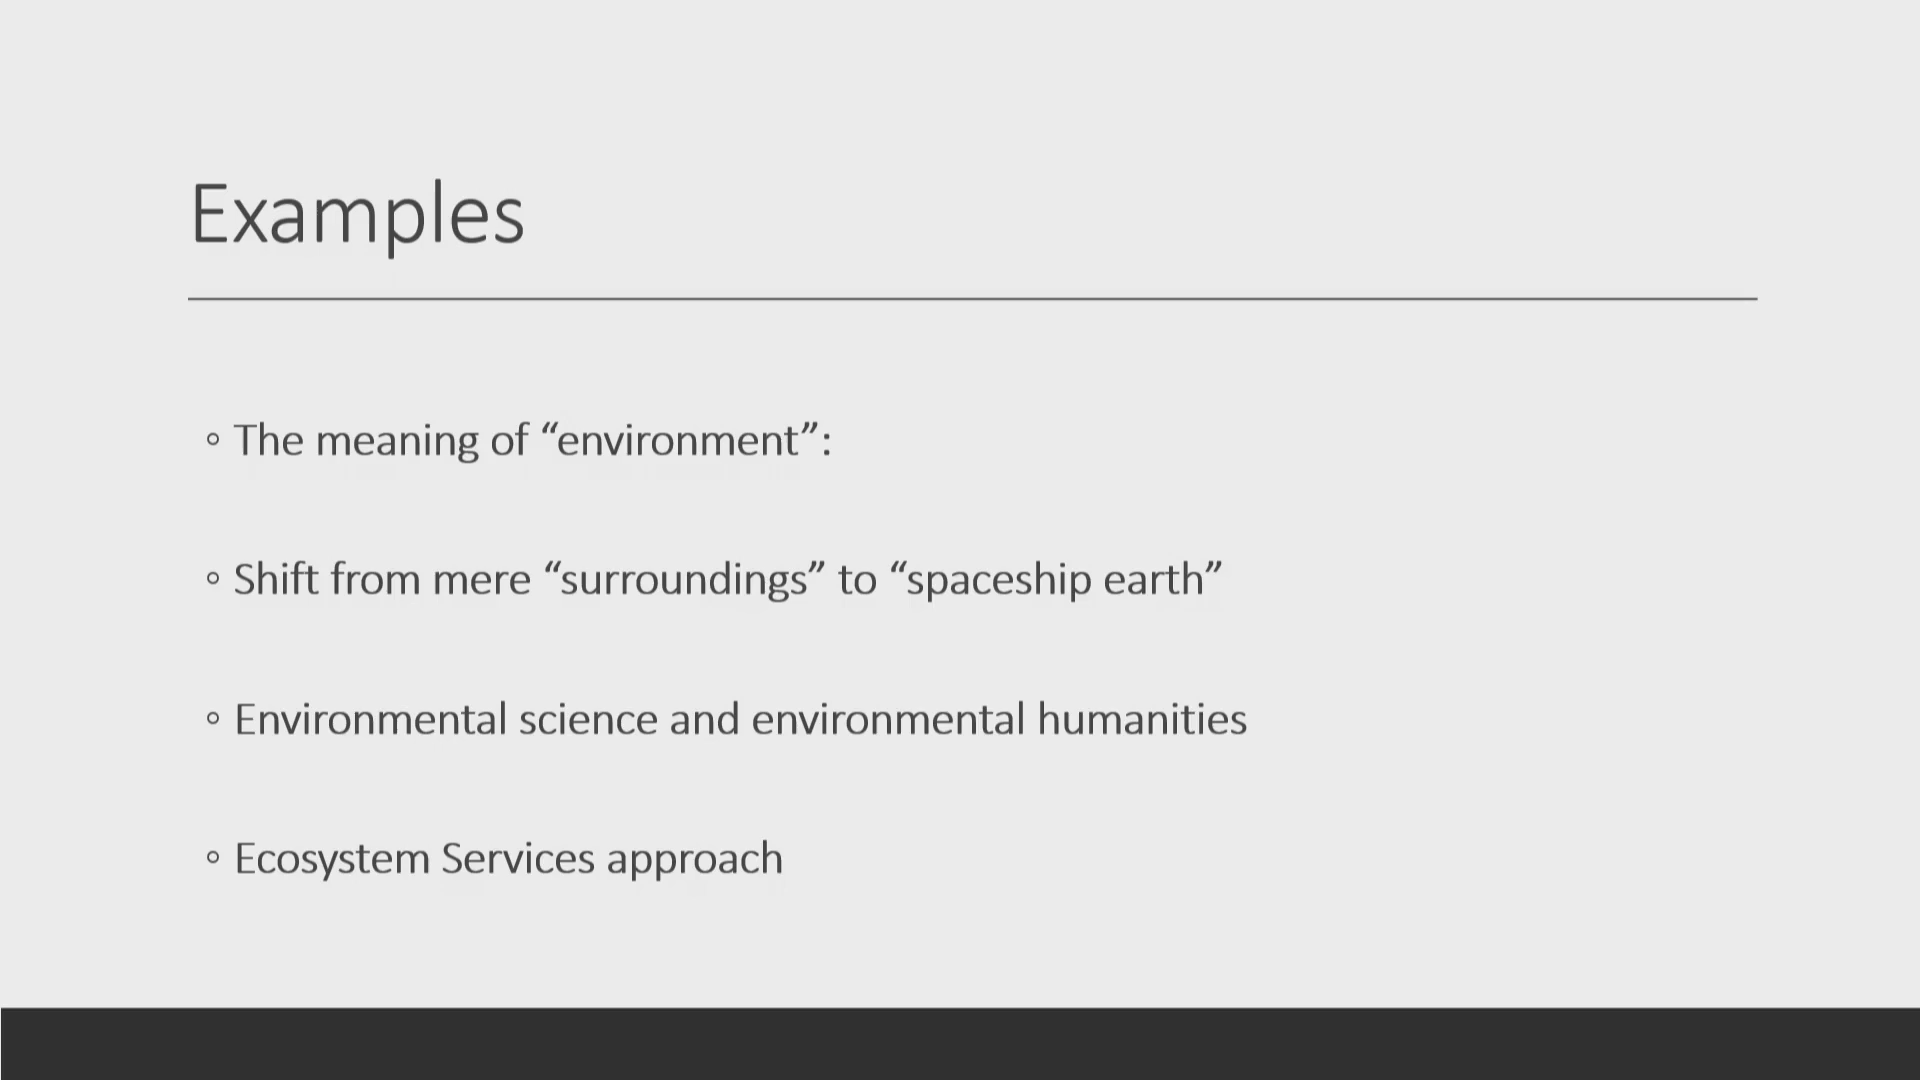 Examples
◦ The meaning of “environment”:
◦ Shift from mere “surroundings” to “spaceship earth”
◦ Environmental science and environmental humanities
◦ Ecosystem Services approach